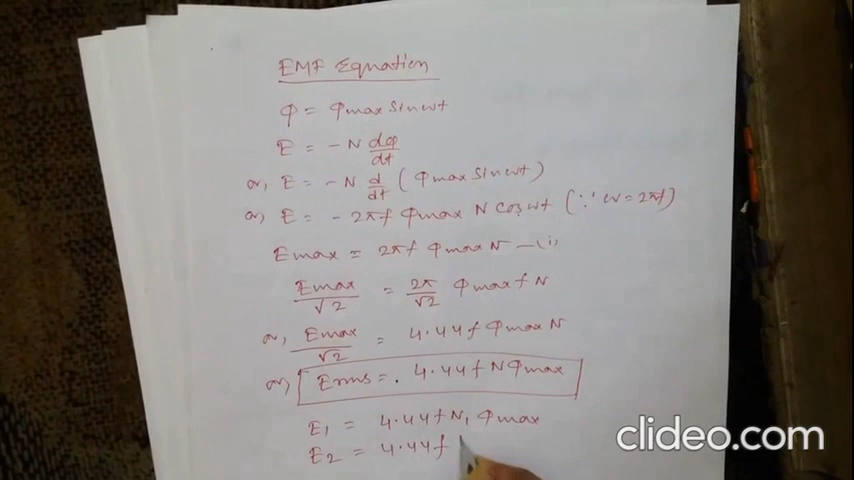 EMF Equation
φ = φmax Sinωt
E = -N dφ/dt
or, E = -N d/dt (φmax Sinωt)
or, E = - 2πf φmax N Cosωt (∵ ω = 2πf)
Emax = 2πf φmax N —(i)
Emax/√2 = 2π/√2 φmax f N
or, Emax/√2 = 4.44 f φmax N
or, Erms = 4.44 f N φmax
E₁ = 4.44 f N₁ φmax
E₂ = 4.44 f
clideo.com